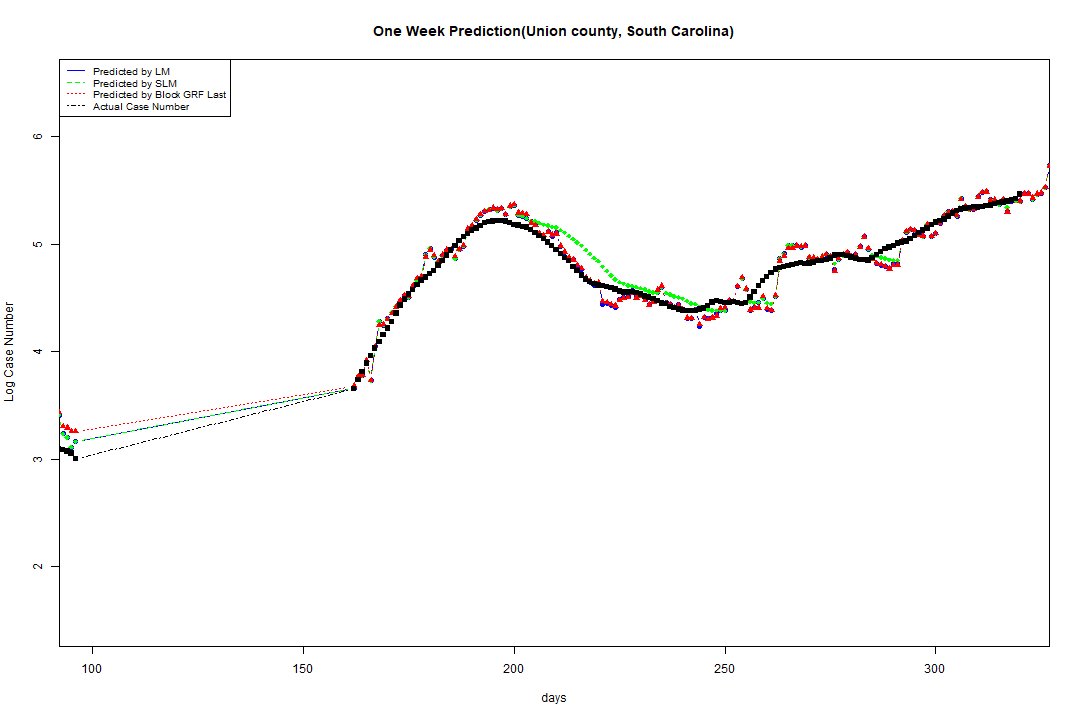 One Week Prediction(Union county, South Carolina)
Predicted by LM
Predicted by SLM
Predicted by Block GRF Last
Actual Case Number
6
5
4
3
2
Log Case Number
100 150 200 250 300
days